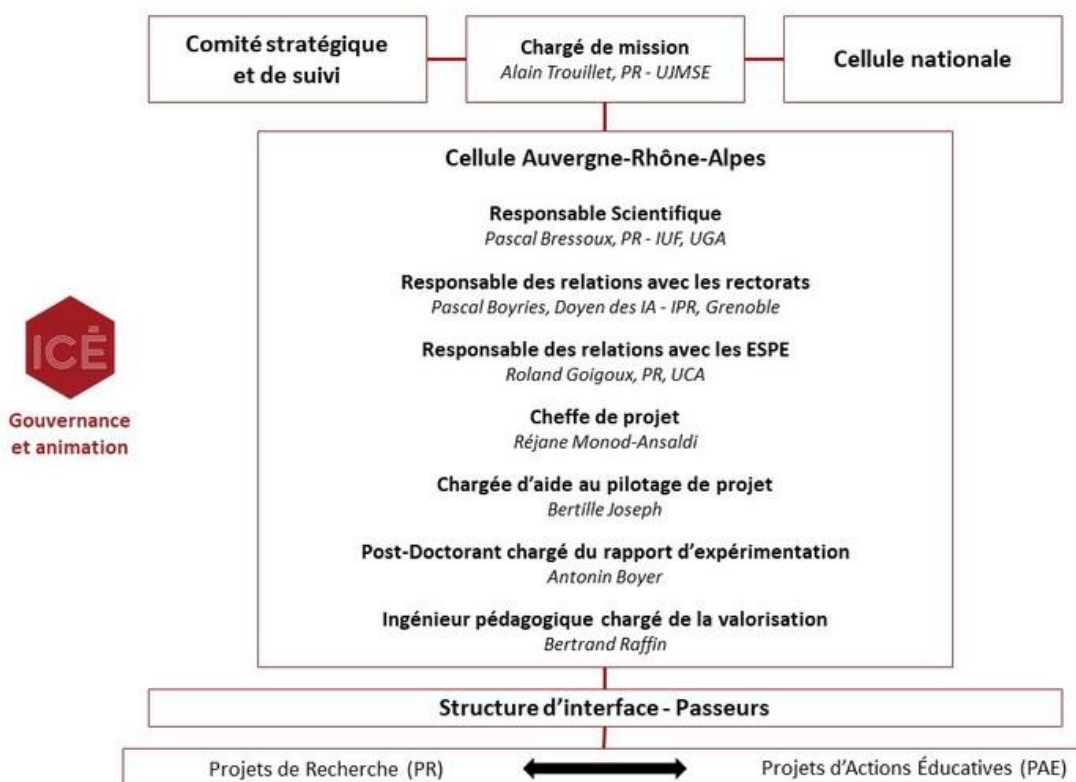 Comité stratégique
et de suivi
Chargé de mission
Alain Trouillet, PR - UJMSE
Cellule nationale
Cellule Auvergne-Rhône-Alpes
Responsable Scientifique
Pascal Bressoux, PR - IUF, UGA
Responsable des relations avec les rectorats
Pascal Boyries, Doyen des IA - IPR, Grenoble
Responsable des relations avec les ESPE
Roland Goigoux, PR, UCA
Cheffe de projet
Réjane Monod-Ansaldi
Chargée d'aide au pilotage de projet
Bertille Joseph
Post-Doctorant chargé du rapport d'expérimentation
Antonin Boyer
Ingénieur pédagogique chargé de la valorisation
Bertrand Raffin
ICÉ
Gouvernance
et animation
Structure d'interface - Passeurs
Projets de Recherche (PR)
Projets d'Actions Éducatives (PAE)